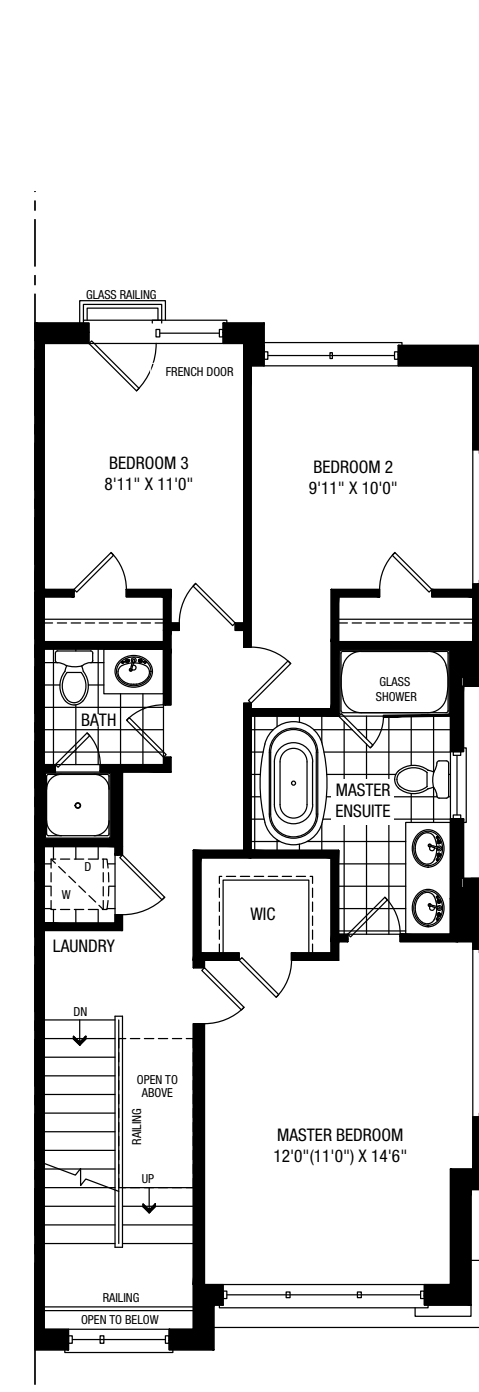 GLASS RAILING
FRENCH DOOR
BEDROOM 3
8'11" X 11'0"
BEDROOM 2
9'11" X 10'0"
GLASS
SHOWER
BATH
MASTER
ENSUITE
D
W
WIC
LAUNDRY
DN
OPEN TO
ABOVE
RAILING
MASTER BEDROOM
12'0"(11'0") X 14'6"
UP
RAILING
OPEN TO BELOW